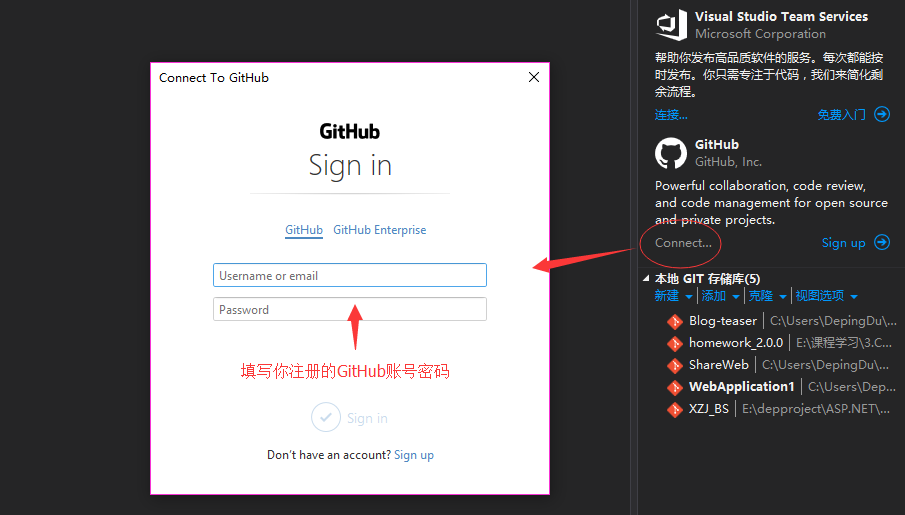 Connect To GitHub
GitHub
Sign in
GitHub GitHub Enterprise
Username or email
Password
填写你注册的GitHub账号密码
Sign in
Don't have an account? Sign up
Visual Studio Team Services
Microsoft Corporation
帮助你发布高品质软件的服务。每次都能按
时发布。你只需专注于代码，我们来简化剩
余流程。
连接... 免费入门
GitHub
GitHub, Inc.
Powerful collaboration, code review,
and code management for open source
and private projects.
Connect... Sign up
本地 GIT 存储库(5)
新建 添加 克隆 视图选项
Blog-teaser C:\Users\DepingDu\...
homework_2.0.0 E:\课程学习\3.C...
ShareWeb C:\Users\DepingDu\...
WebApplication1 C:\Users\Dep...
XZJ_BS E:\depproject\ASP.NET\...